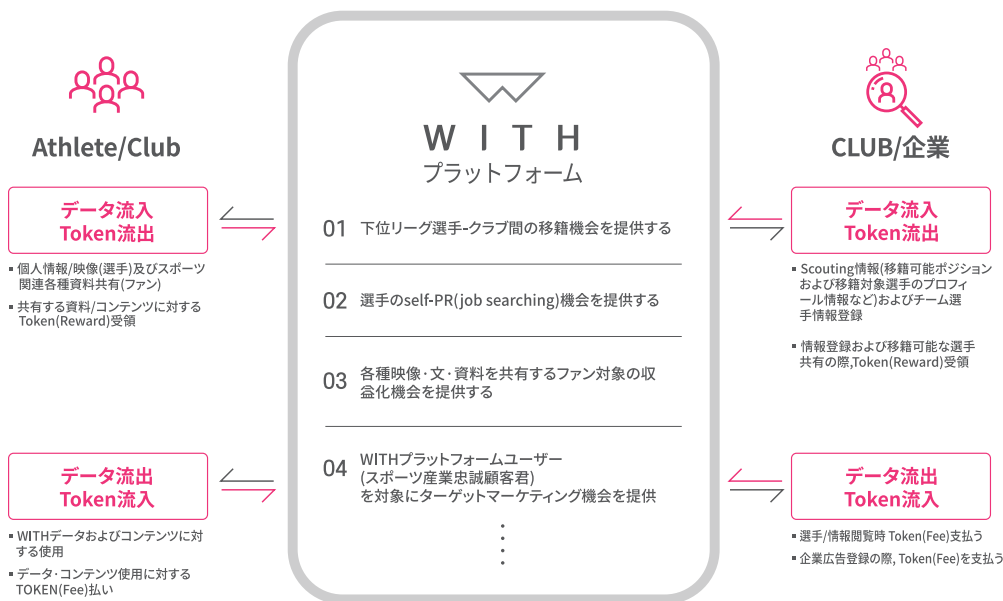 Athlete/Club
データ流入
Token流出
▪ 個人情報/映像(選手)及びスポーツ
関連各種資料共有(ファン)
▪ 共有する資料/コンテンツに対する
Token(Reward)受領
データ流出
Token流入
▪ WITHデータおよびコンテンツに対
する使用
▪ データ·コンテンツ使用に対する
TOKEN(Fee)払い
WITH
プラットフォーム
01 下位リーグ選手-クラブ間の移籍機会を提供する
02 選手のself-PR(job searching)機会を提供する
03 各種映像·文·資料を共有するファン対象の収
益化機会を提供する
04 WITHプラットフォームユーザー
(スポーツ産業忠誠顧客君)
を対象にターゲットマーケティング機会を提供
CLUB/企業
データ流入
Token流出
▪ Scouting情報(移籍可能ポジション
および移籍対象選手のプロフィ
ール情報など)およびチーム選
手情報登録
▪ 情報登録および移籍可能な選手
共有の際,Token(Reward)受領
データ流出
Token流入
▪ 選手/情報閲覧時 Token(Fee)支払う
▪ 企業広告登録の際, Token(Fee)を支払う